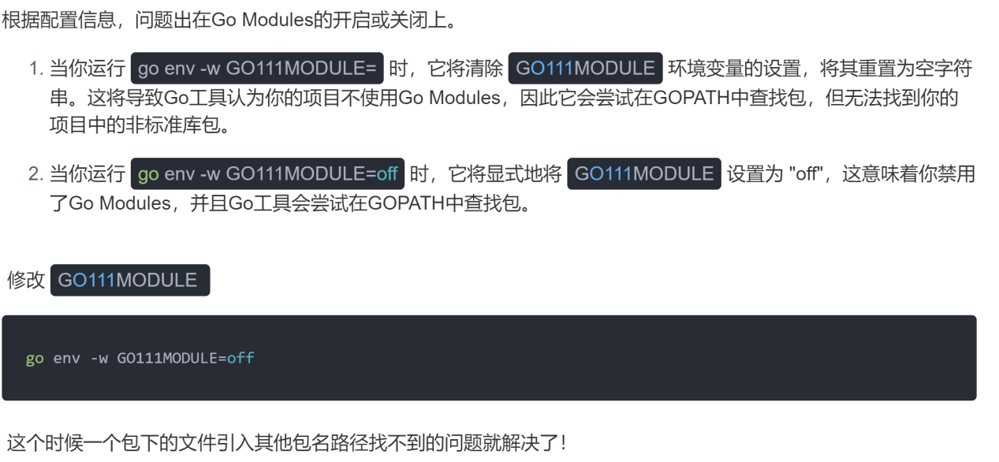 根据配置信息，问题出在Go Modules的开启或关闭上。
1. 当你运行 go env -w GO111MODULE= 时，它将清除 GO111MODULE 环境变量的设置，将其重置为空字符
串。这将导致Go工具认为你的项目不使用Go Modules，因此它会尝试在GOPATH中查找包，但无法找到你的
项目中的非标准库包。
2. 当你运行 go env -w GO111MODULE=off 时，它将显式地将 GO111MODULE 设置为 "off"，这意味着你禁用
了Go Modules，并且Go工具会尝试在GOPATH中查找包。
修改 GO111MODULE
go env -w GO111MODULE=off
这个时候一个包下的文件引入其他包名路径找不到的问题就解决了！